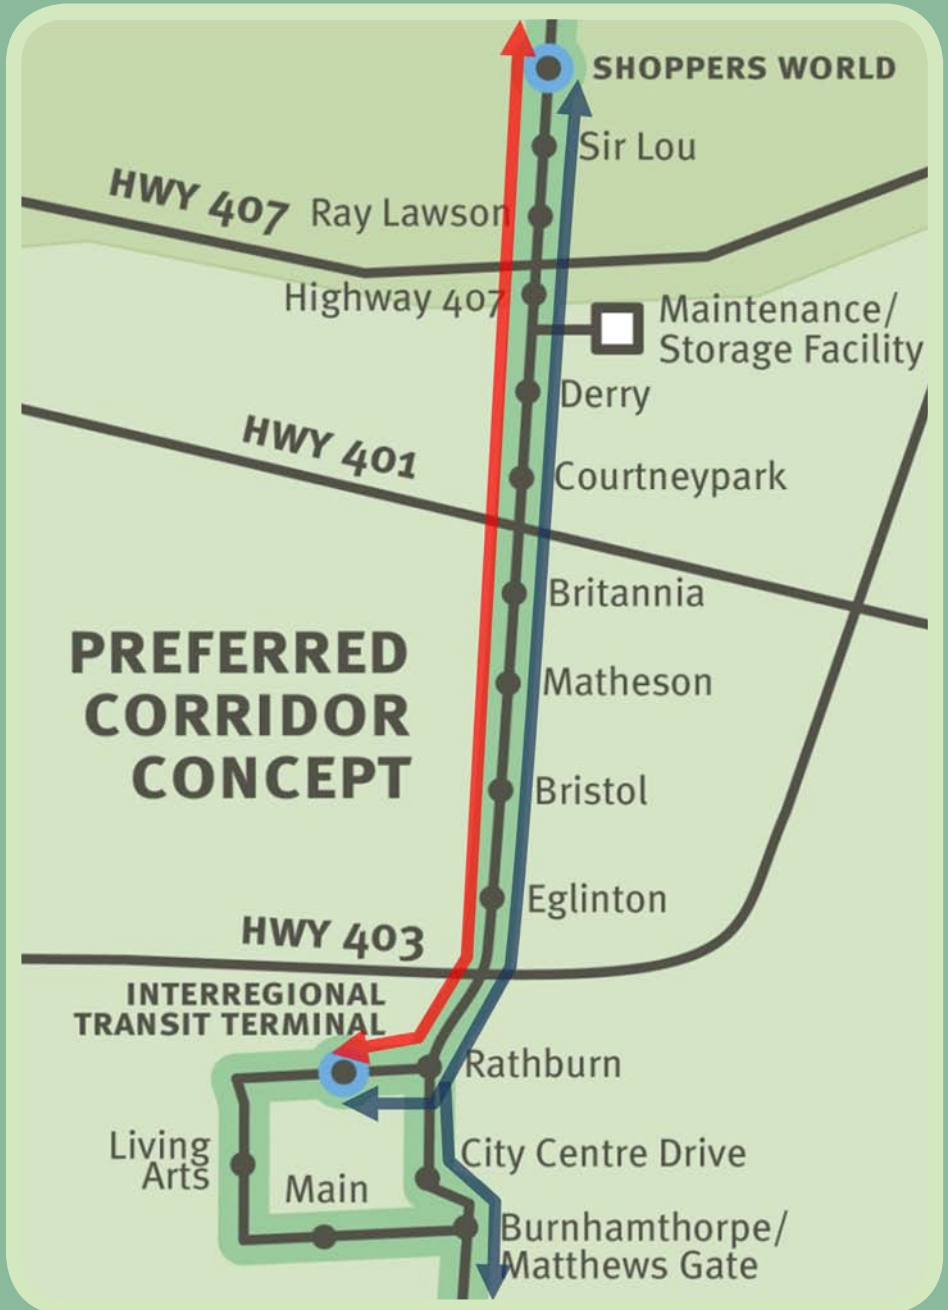 SHOPPERS WORLD
Sir Lou
HWY 407
Ray Lawson
Highway 407
Maintenance/
Storage Facility
Derry
HWY 401
Courtneypark
Britannia
PREFERRED
CORRIDOR
CONCEPT
Matheson
Bristol
Eglinton
HWY 403
INTERREGIONAL
TRANSIT TERMINAL
Rathburn
Living
Arts
Main
City Centre Drive
Burnhamthorpe/
Matthews Gate